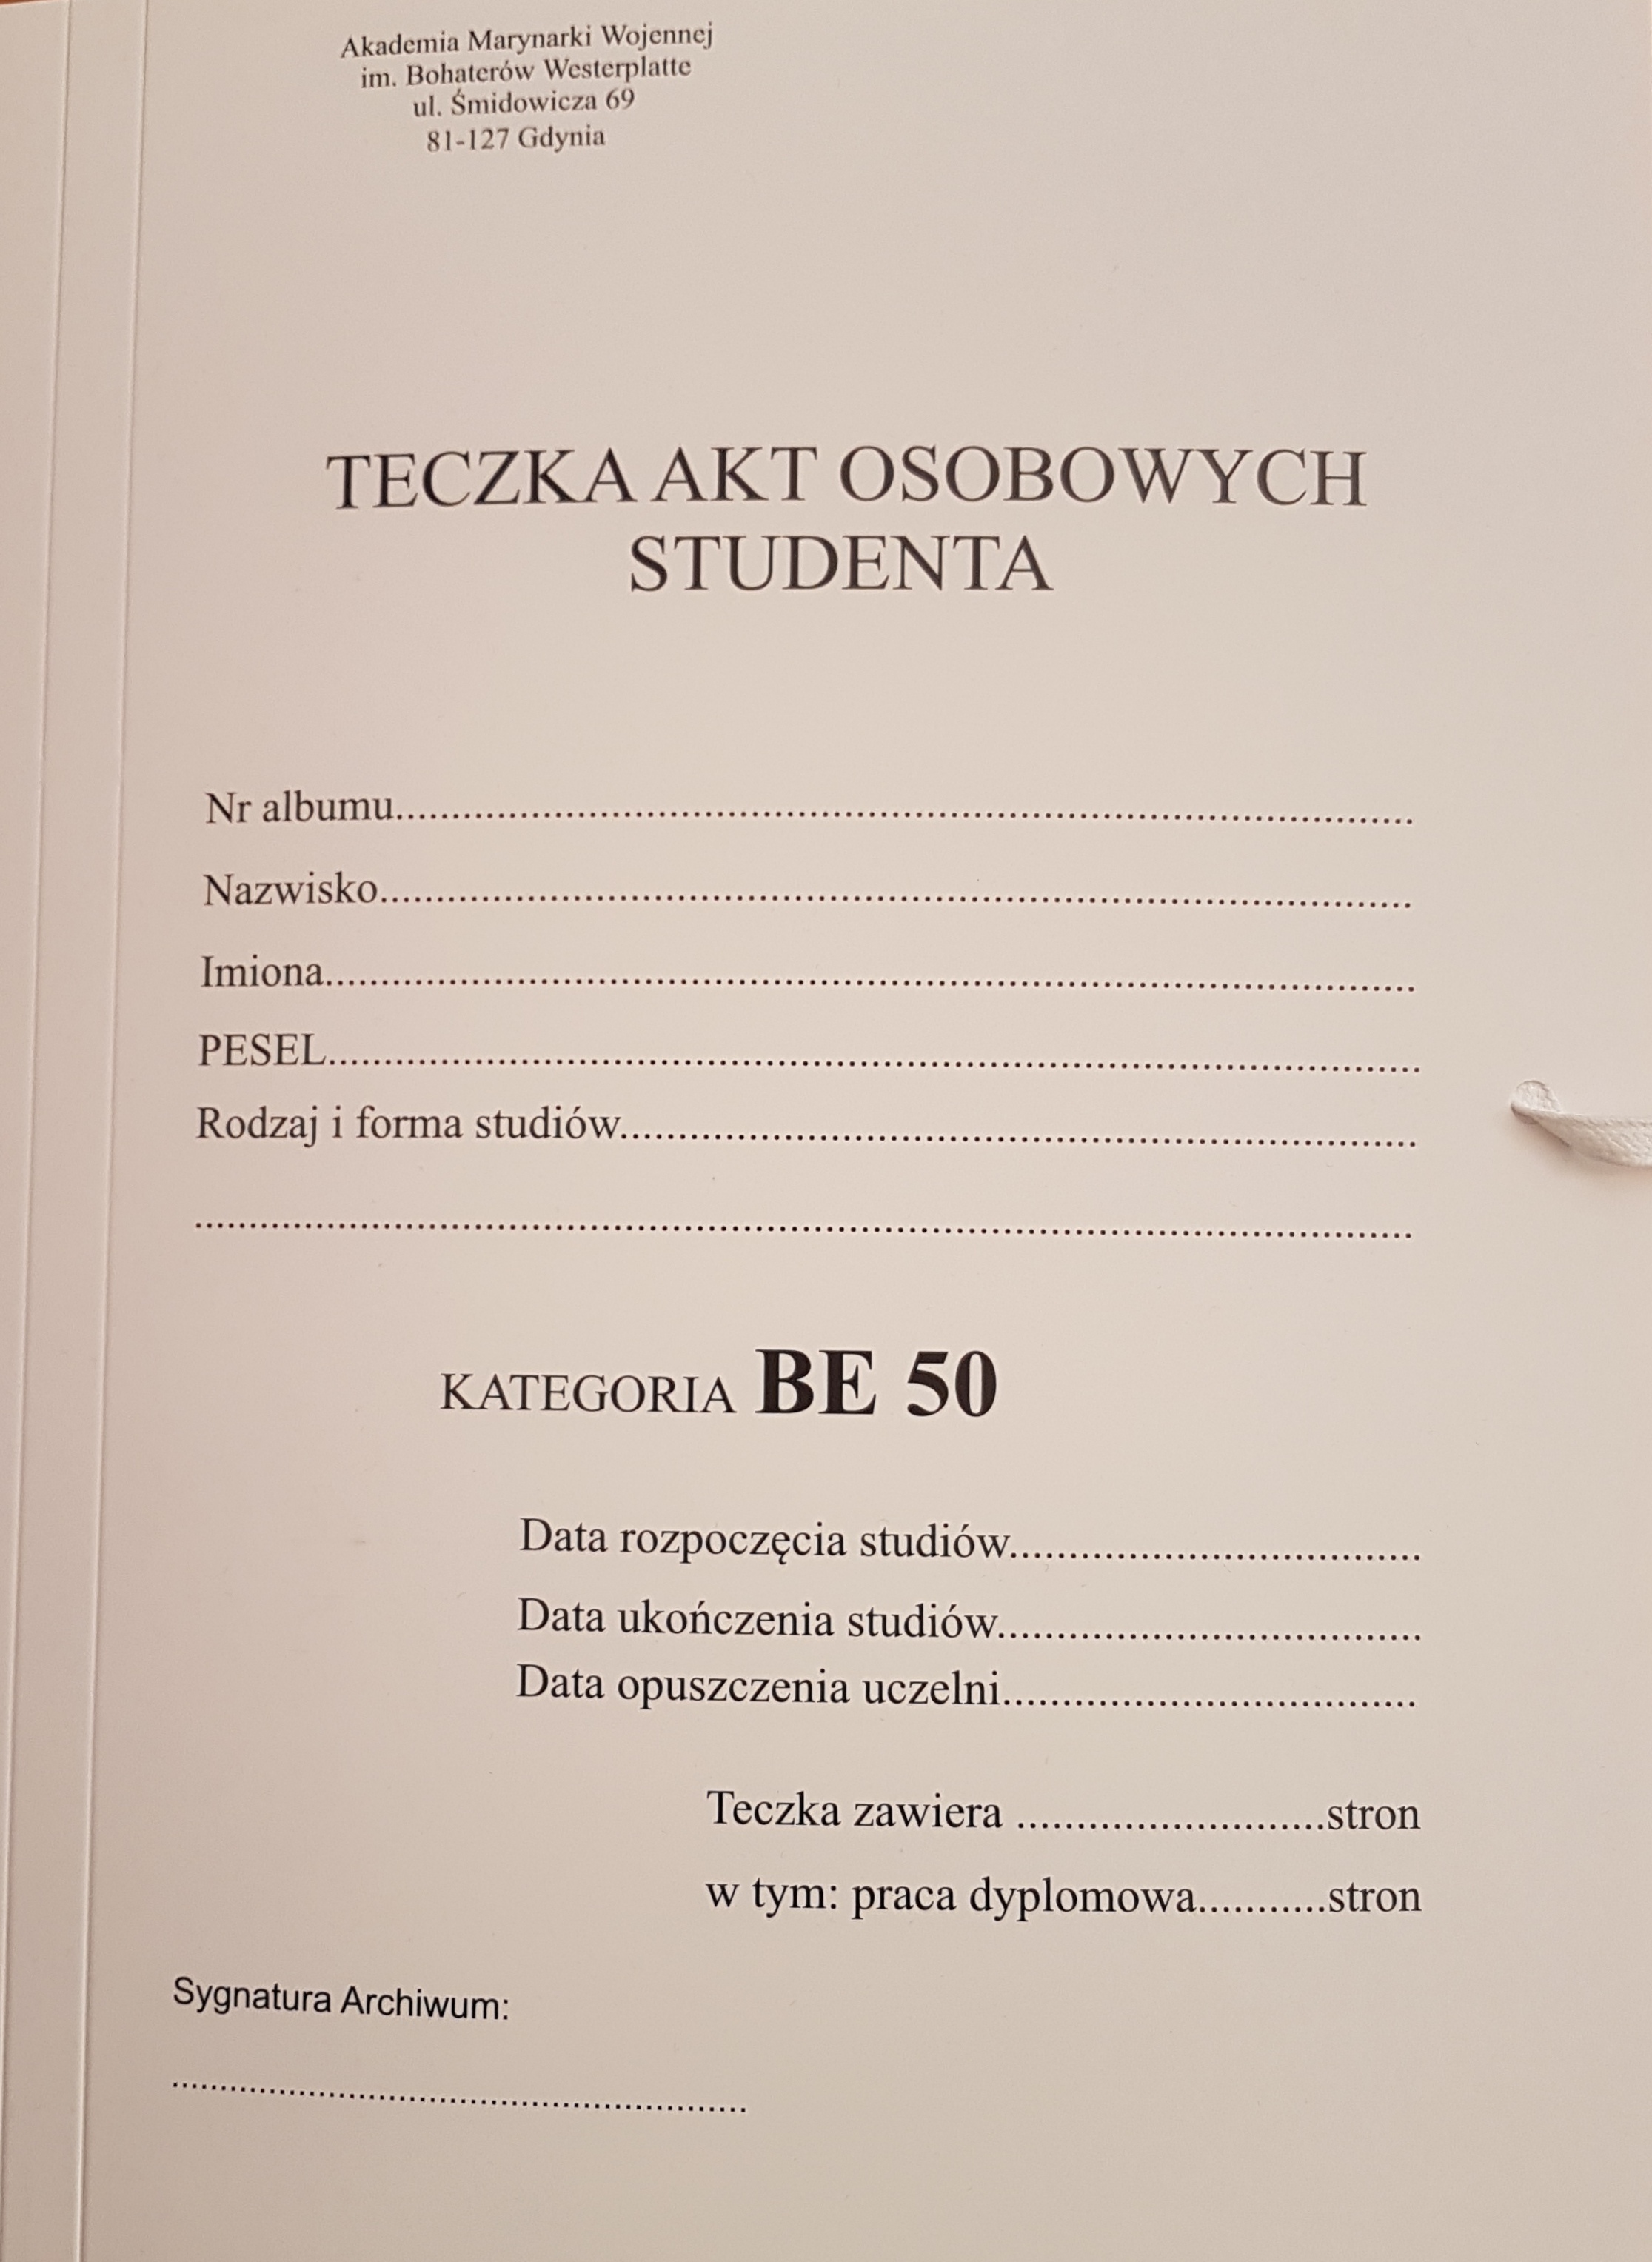 Akademia Marynarki Wojennej
im. Bohaterów Westerplatte
ul. Śmidowicza 69
81-127 Gdynia
TECZKA AKT OSOBOWYCH
STUDENTA
Nr albumu..........................................................................................
Nazwisko...........................................................................................
Imiona................................................................................................
PESEL................................................................................................
Rodzaj i forma studiów......................................................................
............................................................................................................
KATEGORIA BE 50
Data rozpoczęcia studiów...................................
Data ukończenia studiów....................................
Data opuszczenia uczelni...................................
Teczka zawiera ..........................stron
w tym: praca dyplomowa...........stron
Sygnatura Archiwum:
............................................................